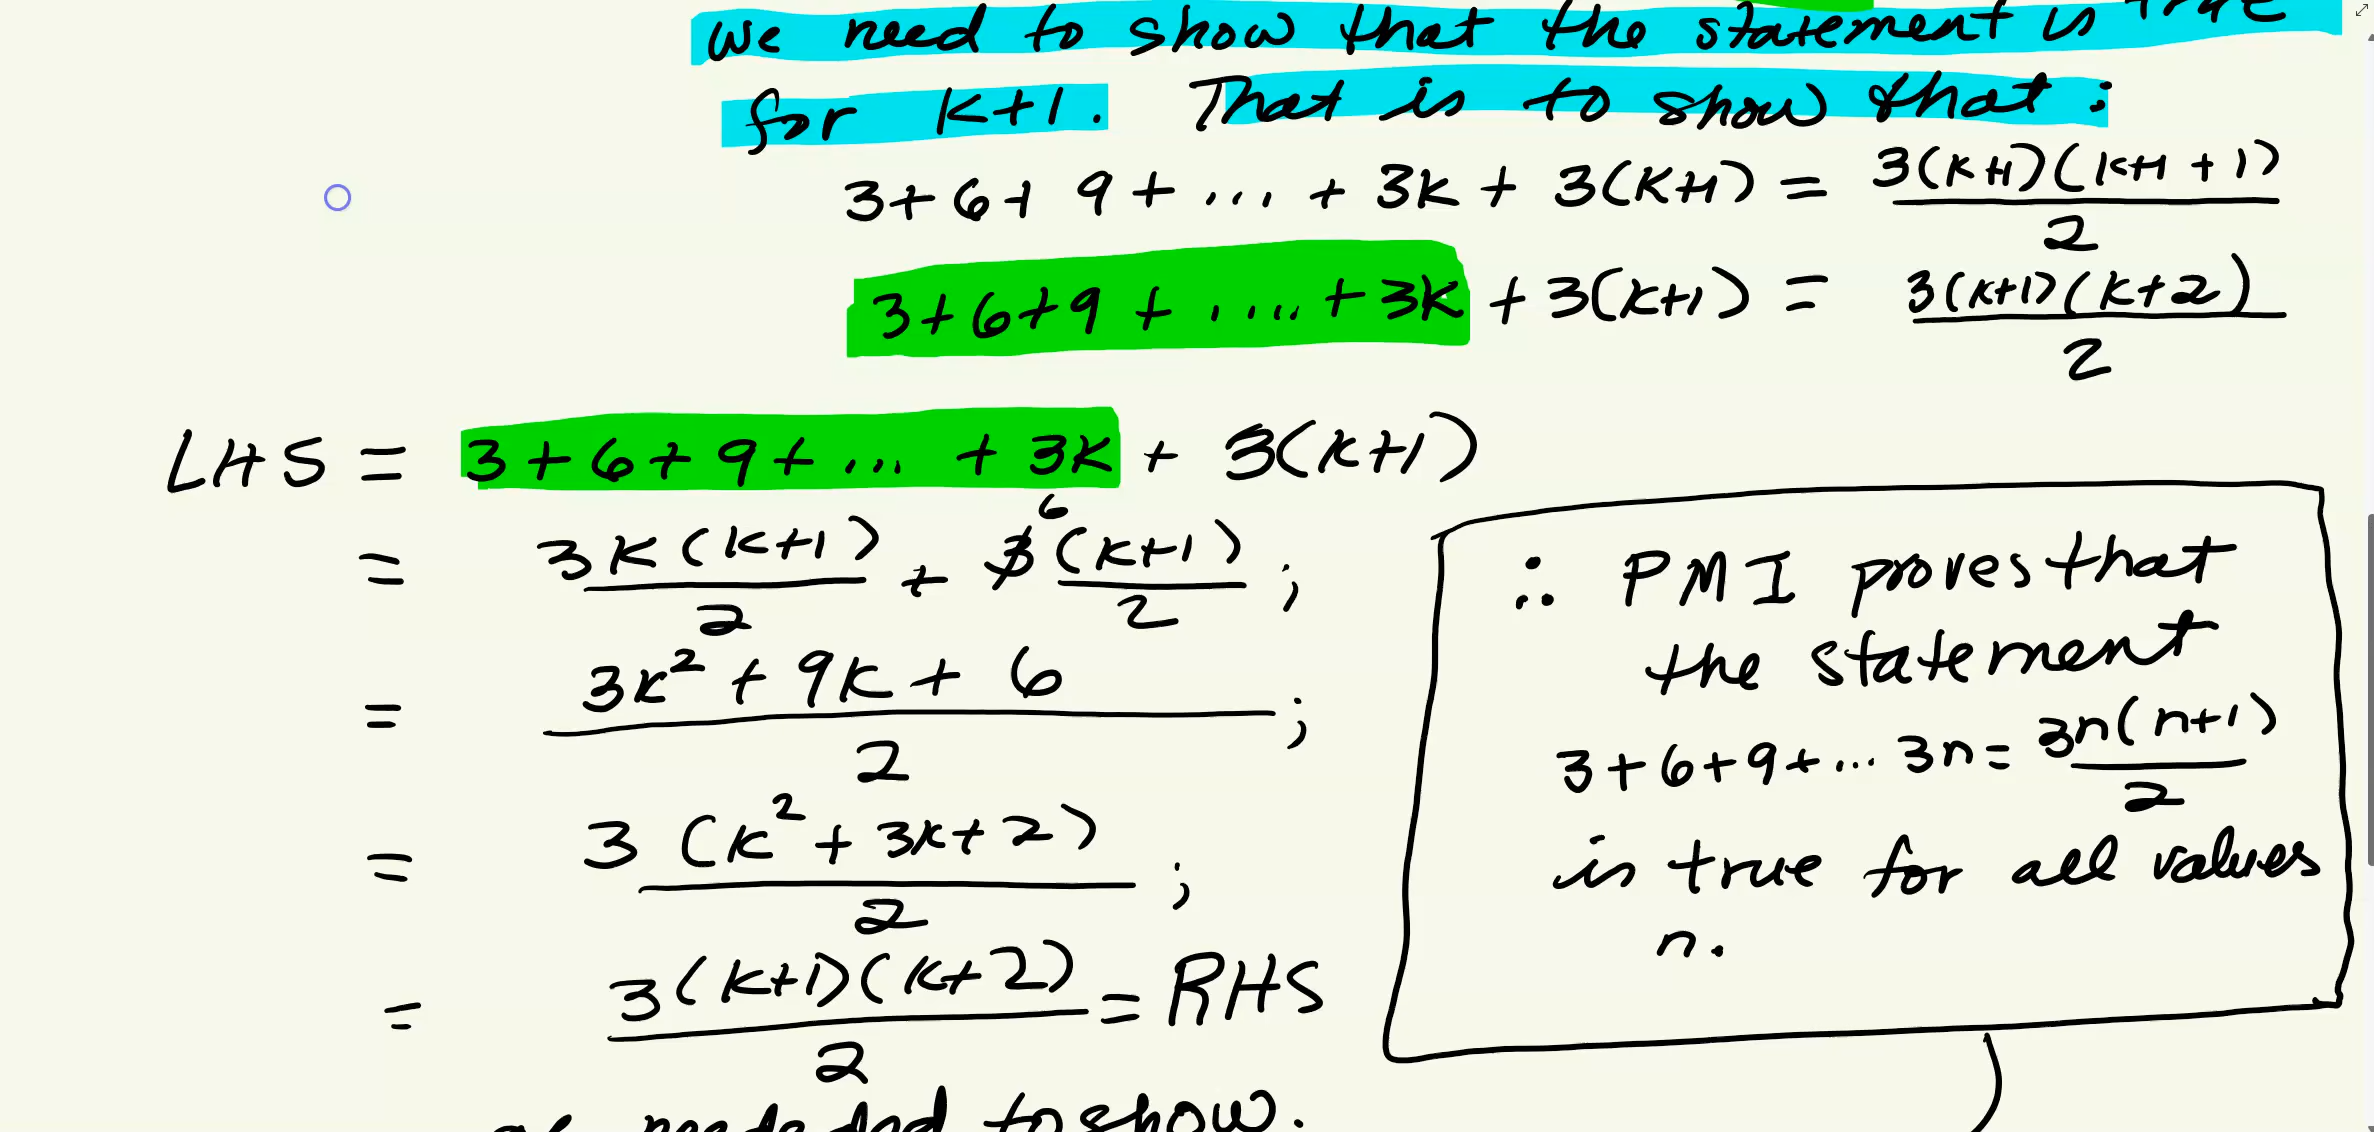 we need to show that the statement is true
for k+1. That is to show that:
3+6+9+...+3k+3(k+1) = 3(k+1)(k+1+1)/2
3+6+9+....+3k+3(k+1) = 3(k+1)(k+2)/2
LHS = 3+6+9+...+3k+3(k+1)
= 3k(k+1)/2 + 6(k+1)/2 ;
= 3k²+9k+6/2 ;
= 3(k²+3k+2)/2 ;
= 3(k+1)(k+2)/2 = RHS
needed to show.
∴ PMI proves that
the statement
3+6+9+...3n = 3n(n+1)/2
is true for all values
n.